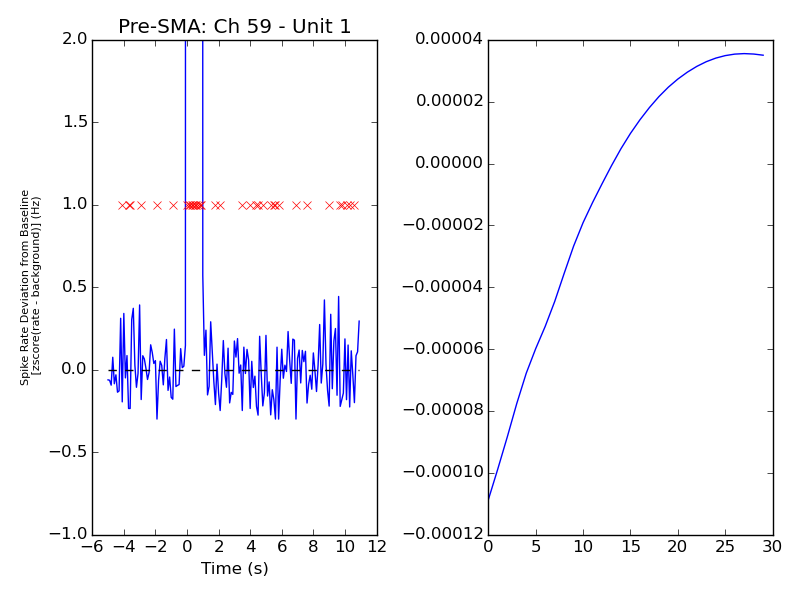 Pre-SMA: Ch 59 - Unit 1
2.0
1.5
1.0
0.5
0.0
−0.5
−1.0
−6 −4 −2 0 2 4 6 8 10 12
Time (s)
Spike Rate Deviation from Baseline
[zscore(rate - background)] (Hz)
0.00004
0.00002
0.00000
−0.00002
−0.00004
−0.00006
−0.00008
−0.00010
−0.00012
0 5 10 15 20 25 30